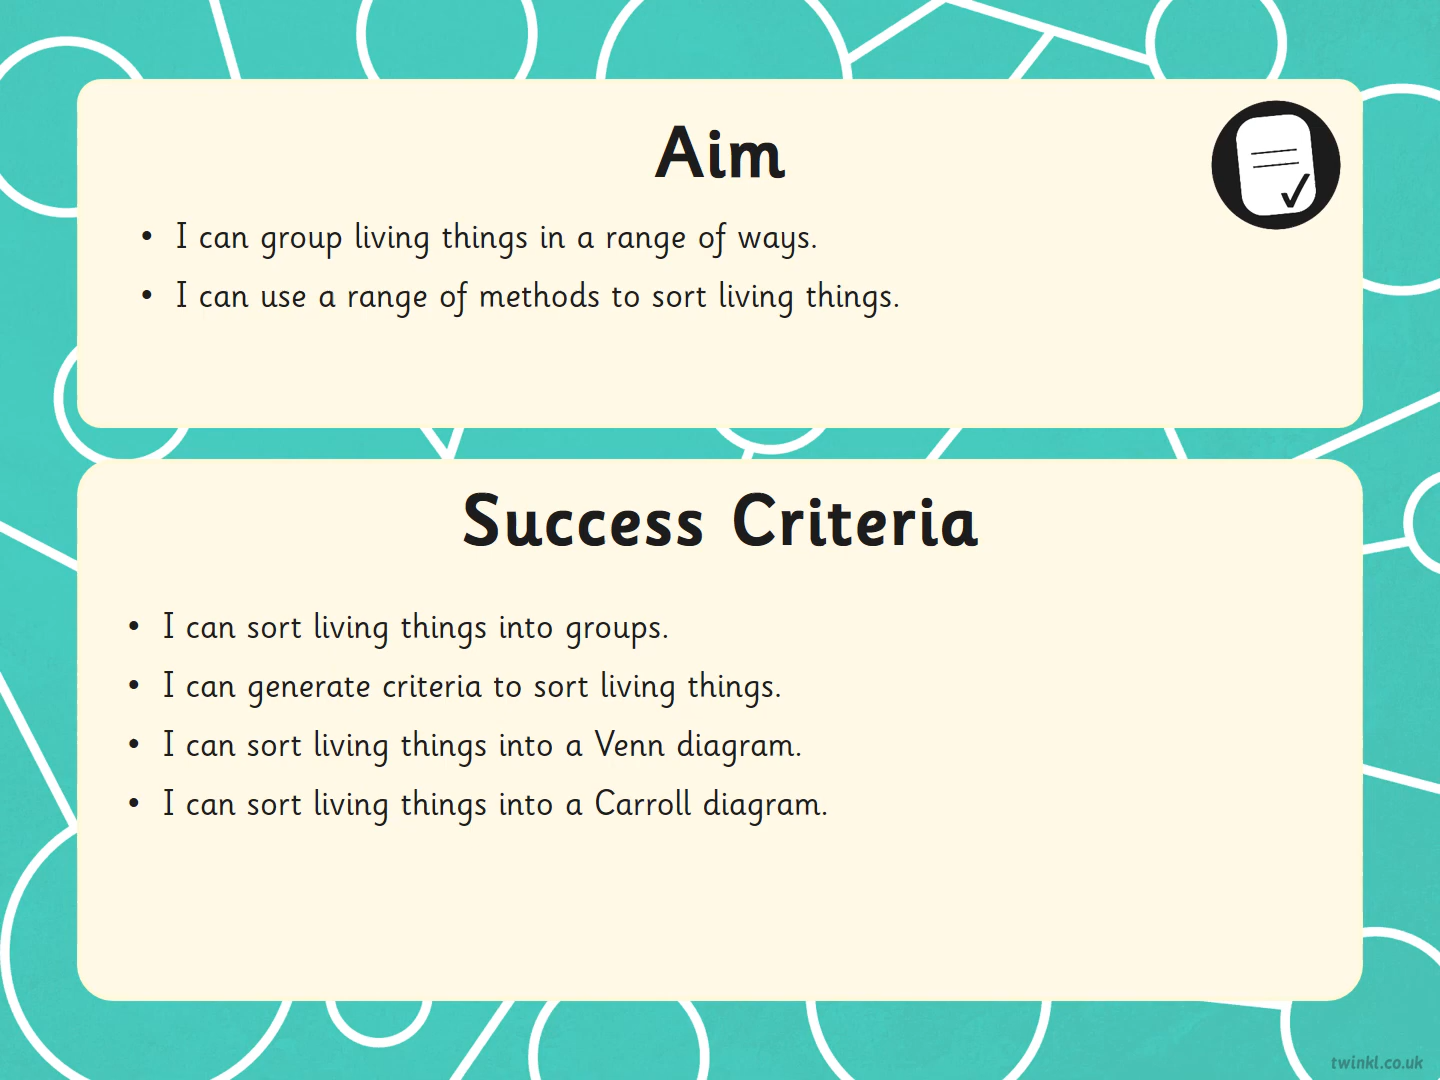 Aim
• I can group living things in a range of ways.
• I can use a range of methods to sort living things.
Success Criteria
• I can sort living things into groups.
• I can generate criteria to sort living things.
• I can sort living things into a Venn diagram.
• I can sort living things into a Carroll diagram.
twinkl.co.uk